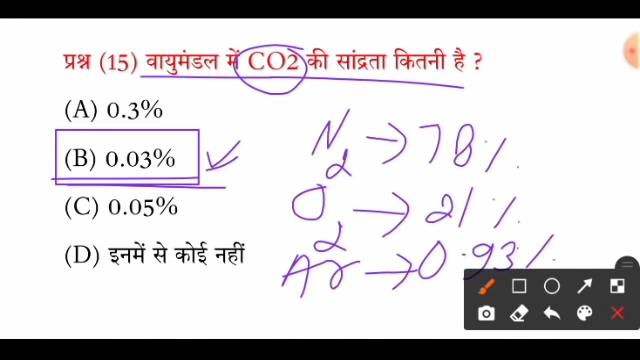 प्रश्न (15) वायुमंडल में CO2 की सांद्रता कितनी है ?
(A) 0.3%
(B) 0.03%
(C) 0.05%
(D) इनमें से कोई नहीं
N2 → 78%
O2 → 21%
Ar → 0.93%